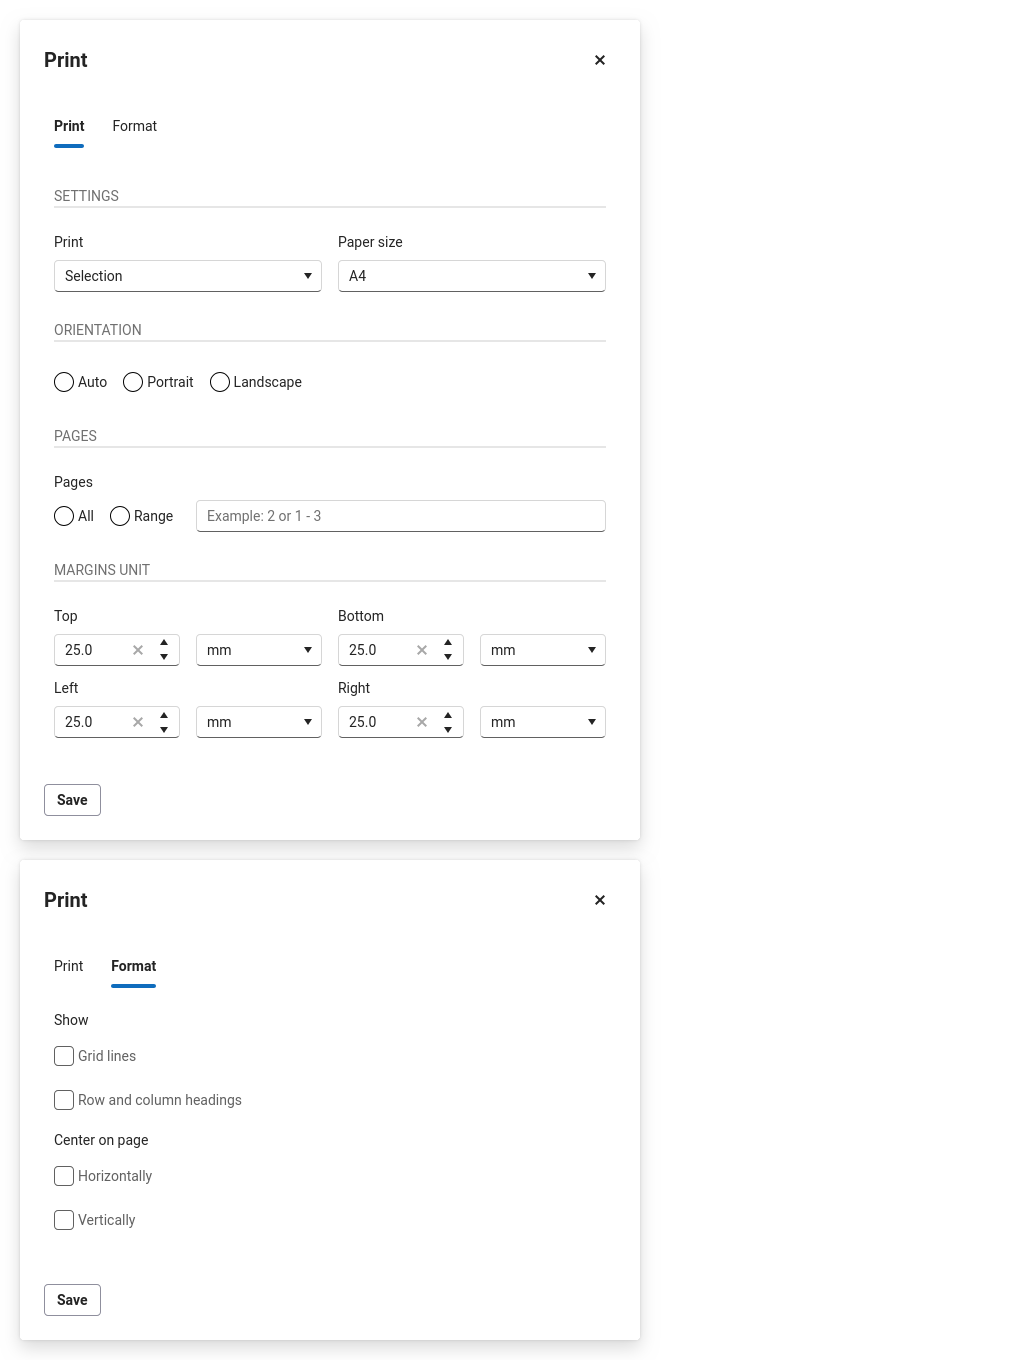 Print
Print Format
SETTINGS
Print Paper size
Selection A4
ORIENTATION
Auto Portrait Landscape
PAGES
Pages
All Range Example: 2 or 1 - 3
MARGINS UNIT
Top Bottom
25.0 mm 25.0 mm
Left Right
25.0 mm 25.0 mm
Save
Print
Print Format
Show
Grid lines
Row and column headings
Center on page
Horizontally
Vertically
Save